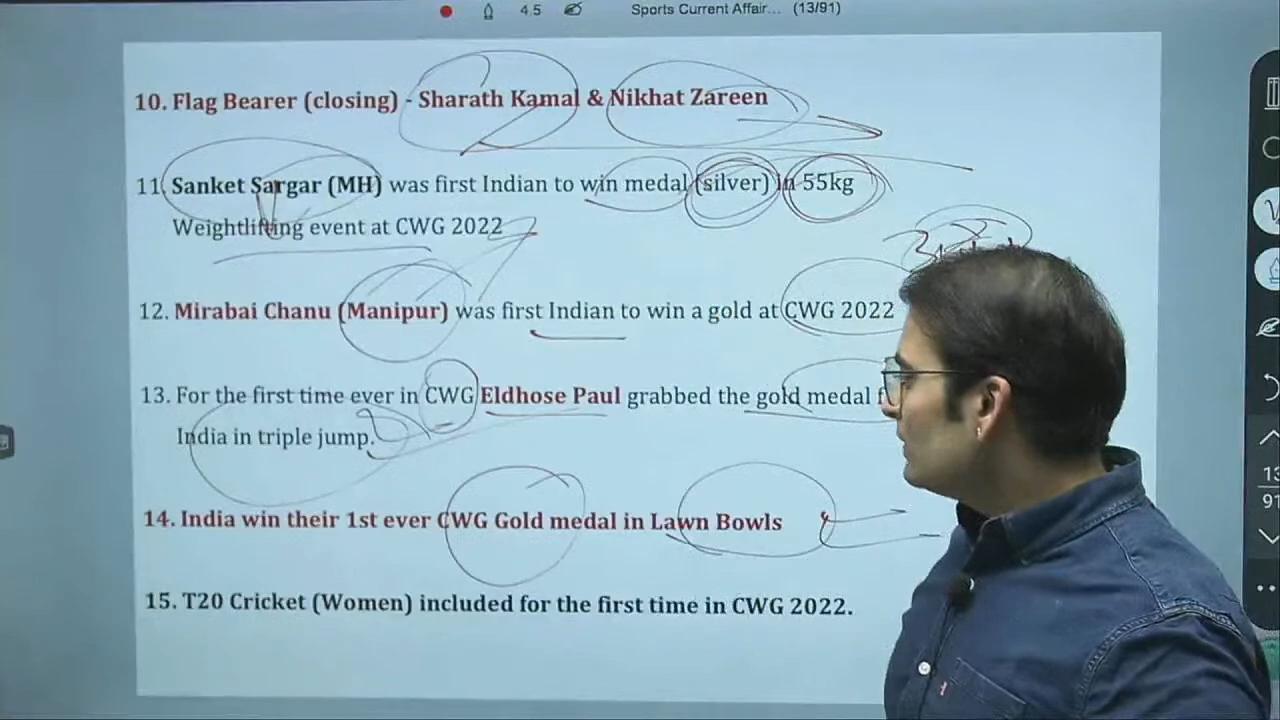 4.5 Sports Current Affair... (13/91)
10. Flag Bearer (closing) - Sharath Kamal & Nikhat Zareen
11. Sanket Sargar (MH) was first Indian to win medal (silver) in 55kg
Weightlifting event at CWG 2022
12. Mirabai Chanu (Manipur) was first Indian to win a gold at CWG 2022
13. For the first time ever in CWG Eldhose Paul grabbed the gold medal f
India in triple jump.
14. India win their 1st ever CWG Gold medal in Lawn Bowls
15. T20 Cricket (Women) included for the first time in CWG 2022.
13
9